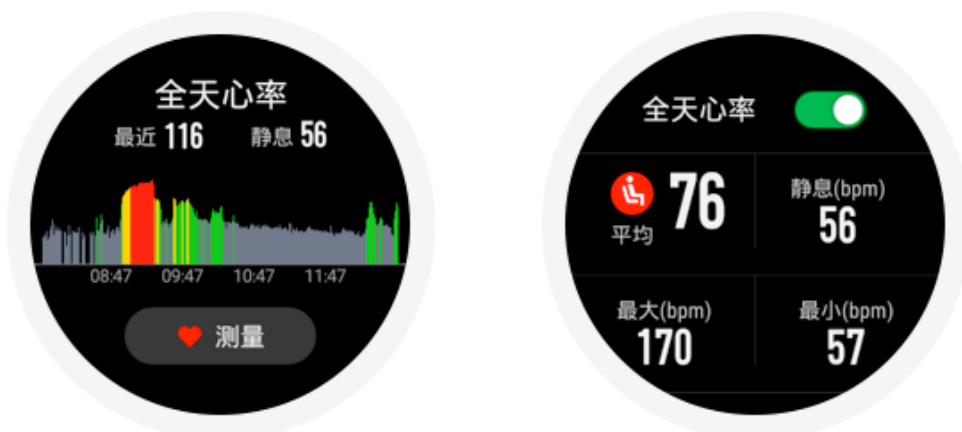 全天心率
最近 116 静息 56
08:47 09:47 10:47 11:47
测量
全天心率
76 静息(bpm)
平均 56
最大(bpm) 最小(bpm)
170 57